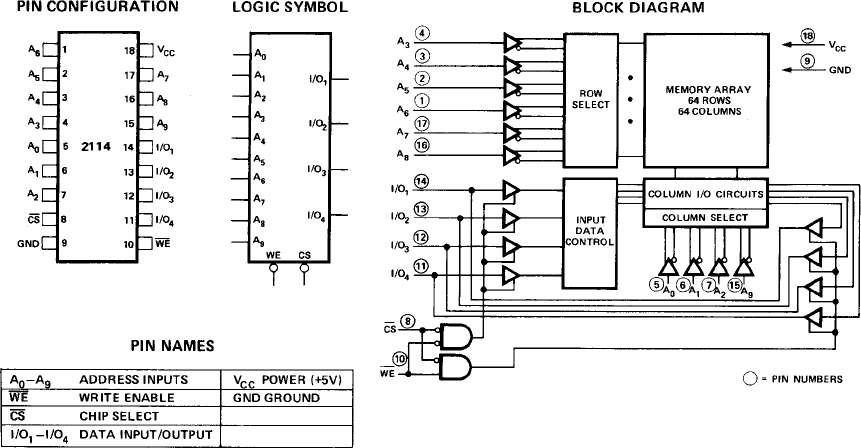 PIN CONFIGURATION
A6 1 18 VCC
A5 2 17 A7
A4 3 16 A8
A3 4 15 A9
A0 5 2114 14 I/O1
A1 6 13 I/O2
A2 7 12 I/O3
C̅S̅ 8 11 I/O4
GND 9 10 W̅E̅
LOGIC SYMBOL
A0
A1
A2
A3
A4
A5
A6
A7
A8
A9
I/O1
I/O2
I/O3
I/O4
WE CS
BLOCK DIAGRAM
A3 4
A4 3
A5 2
A6 1
A7 17
A8 16
ROW
SELECT
MEMORY ARRAY
64 ROWS
64 COLUMNS
18 VCC
9 GND
I/O1 14
I/O2 13
I/O3 12
I/O4 11
INPUT
DATA
CONTROL
COLUMN I/O CIRCUITS
COLUMN SELECT
5 A0 6 A1 7 A2 15 A9
C̅S̅ 8
W̅E̅ 10
= PIN NUMBERS
PIN NAMES
A0–A9 ADDRESS INPUTS VCC POWER (+5V)
W̅E̅ WRITE ENABLE GND GROUND
C̅S̅ CHIP SELECT
I/O1–I/O4 DATA INPUT/OUTPUT